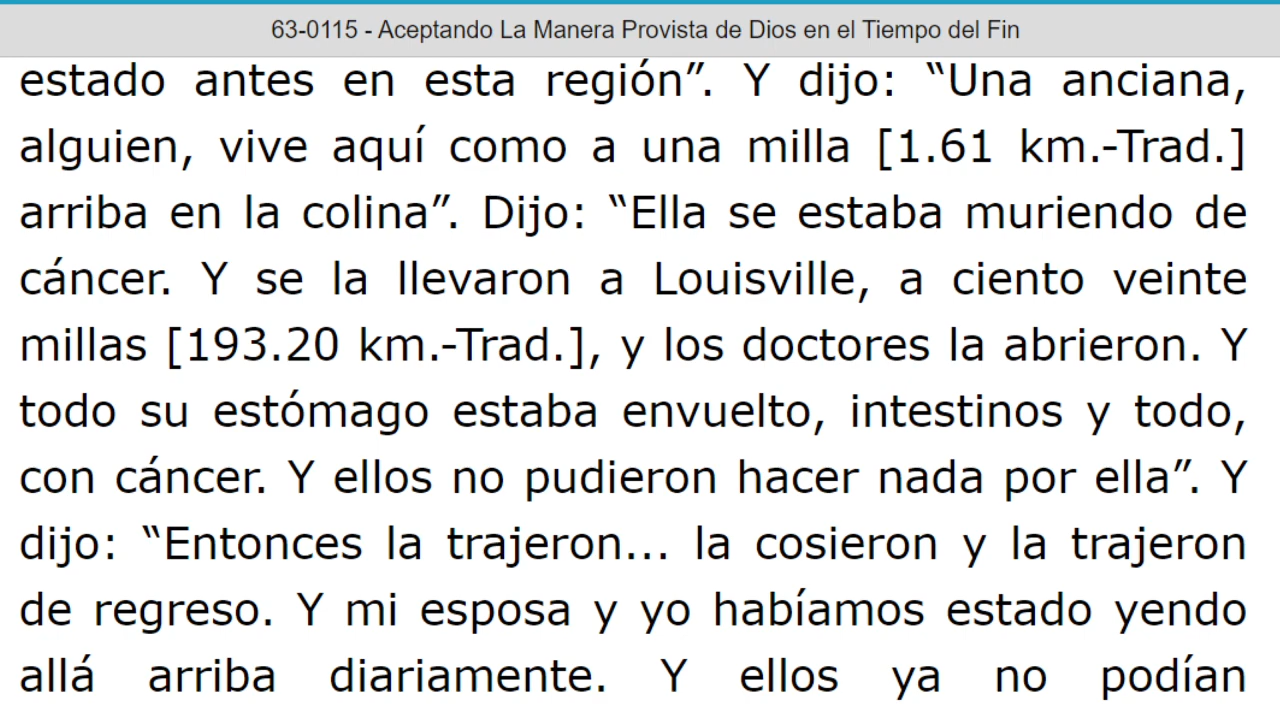 63-0115 - Aceptando La Manera Provista de Dios en el Tiempo del Fin
estado antes en esta región”. Y dijo: “Una anciana,
alguien, vive aquí como a una milla [1.61 km.-Trad.]
arriba en la colina”. Dijo: “Ella se estaba muriendo de
cáncer. Y se la llevaron a Louisville, a ciento veinte
millas [193.20 km.-Trad.], y los doctores la abrieron. Y
todo su estómago estaba envuelto, intestinos y todo,
con cáncer. Y ellos no pudieron hacer nada por ella”. Y
dijo: “Entonces la trajeron... la cosieron y la trajeron
de regreso. Y mi esposa y yo habíamos estado yendo
allá arriba diariamente. Y ellos ya no podían